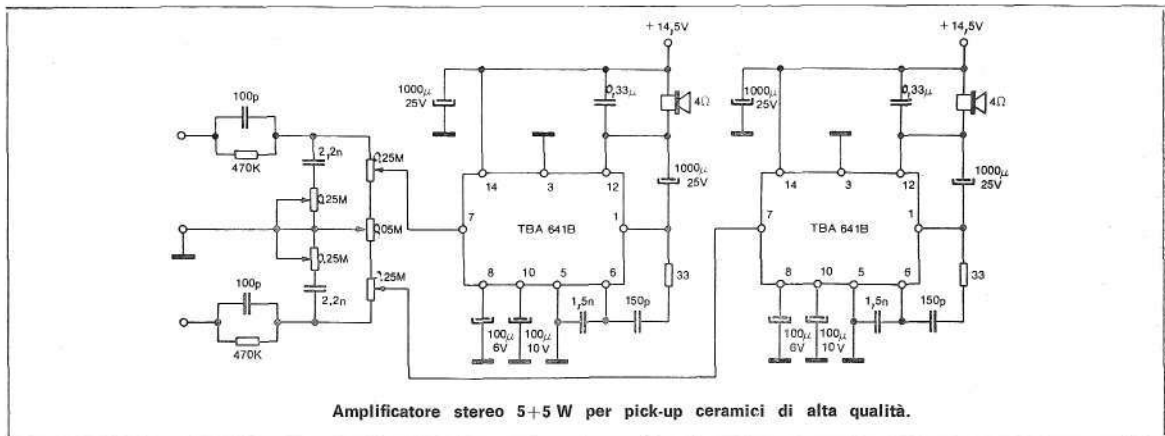 +14,5V
+14,5V
1000μ
25V
0,33μ
4Ω
1000μ
25V
0,33μ
4Ω
100p
470K
2,2n
0,25M
0,25M
0,05M
0,25M
0,25M
2,2n
100p
470K
1000μ
25V
1000μ
25V
14
3
12
7
TBA 641B
1
8
10
5
6
33
1,5n
150p
100μ
6V
100μ
10V
14
3
12
7
TBA 641B
1
8
10
5
6
33
1,5n
150p
100μ
6V
100μ
10V
Amplificatore stereo 5+5 W per pick-up ceramici di alta qualità.